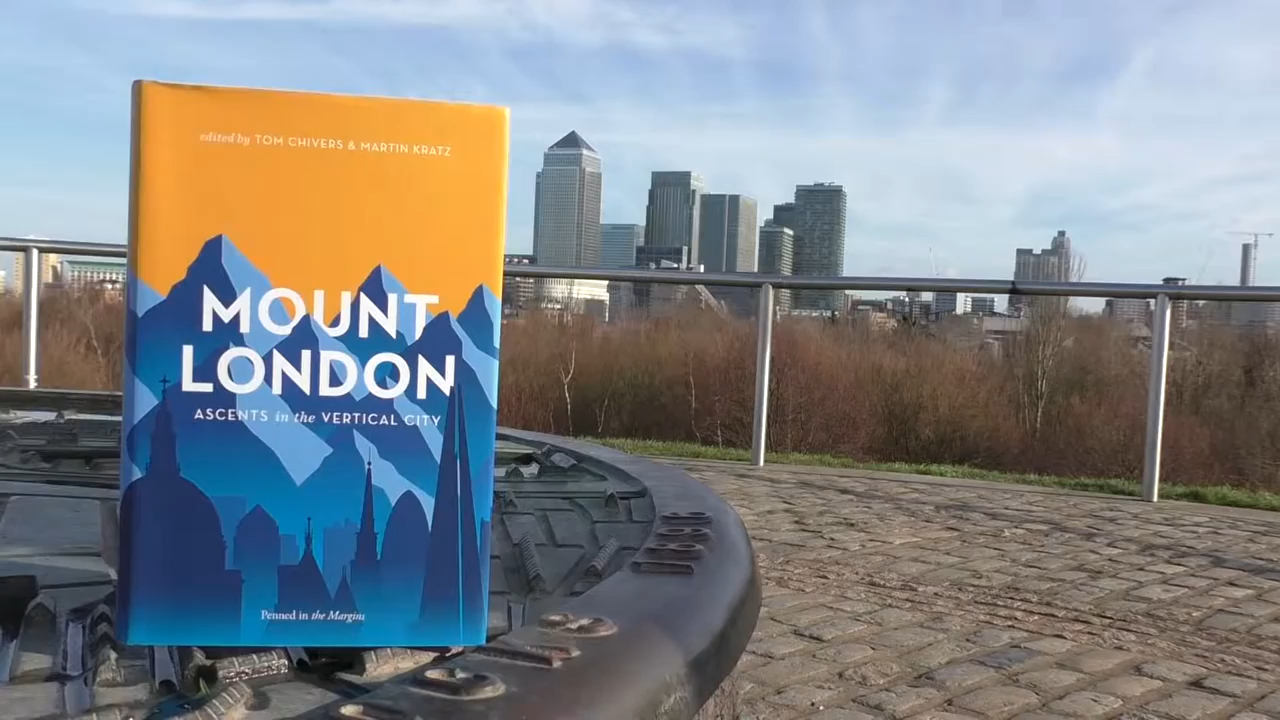 edited by TOM CHIVERS & MARTIN KRATZ
MOUNT
LONDON
ASCENTS in the VERTICAL CITY
Penned in the Margins